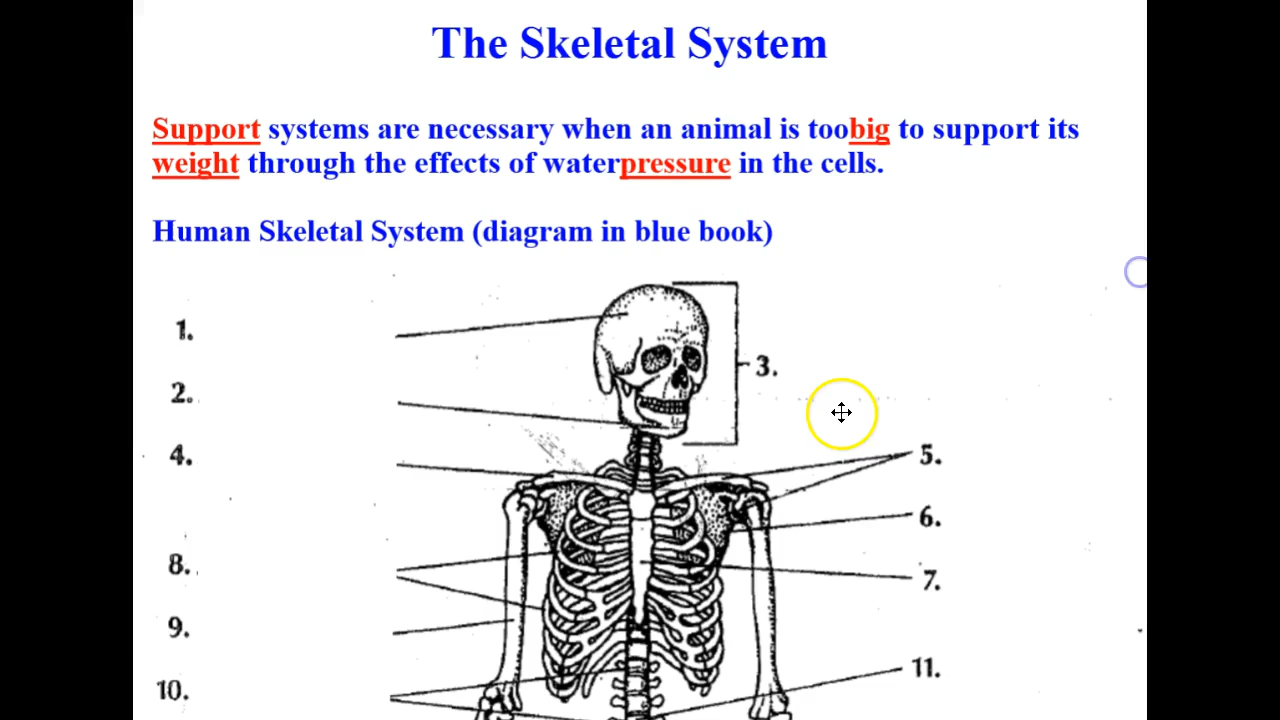 The Skeletal System
Support systems are necessary when an animal is toobig to support its
weight through the effects of waterpressure in the cells.
Human Skeletal System (diagram in blue book)
1.
3.
2.
4.
5.
6.
8.
7.
9.
11.
10.